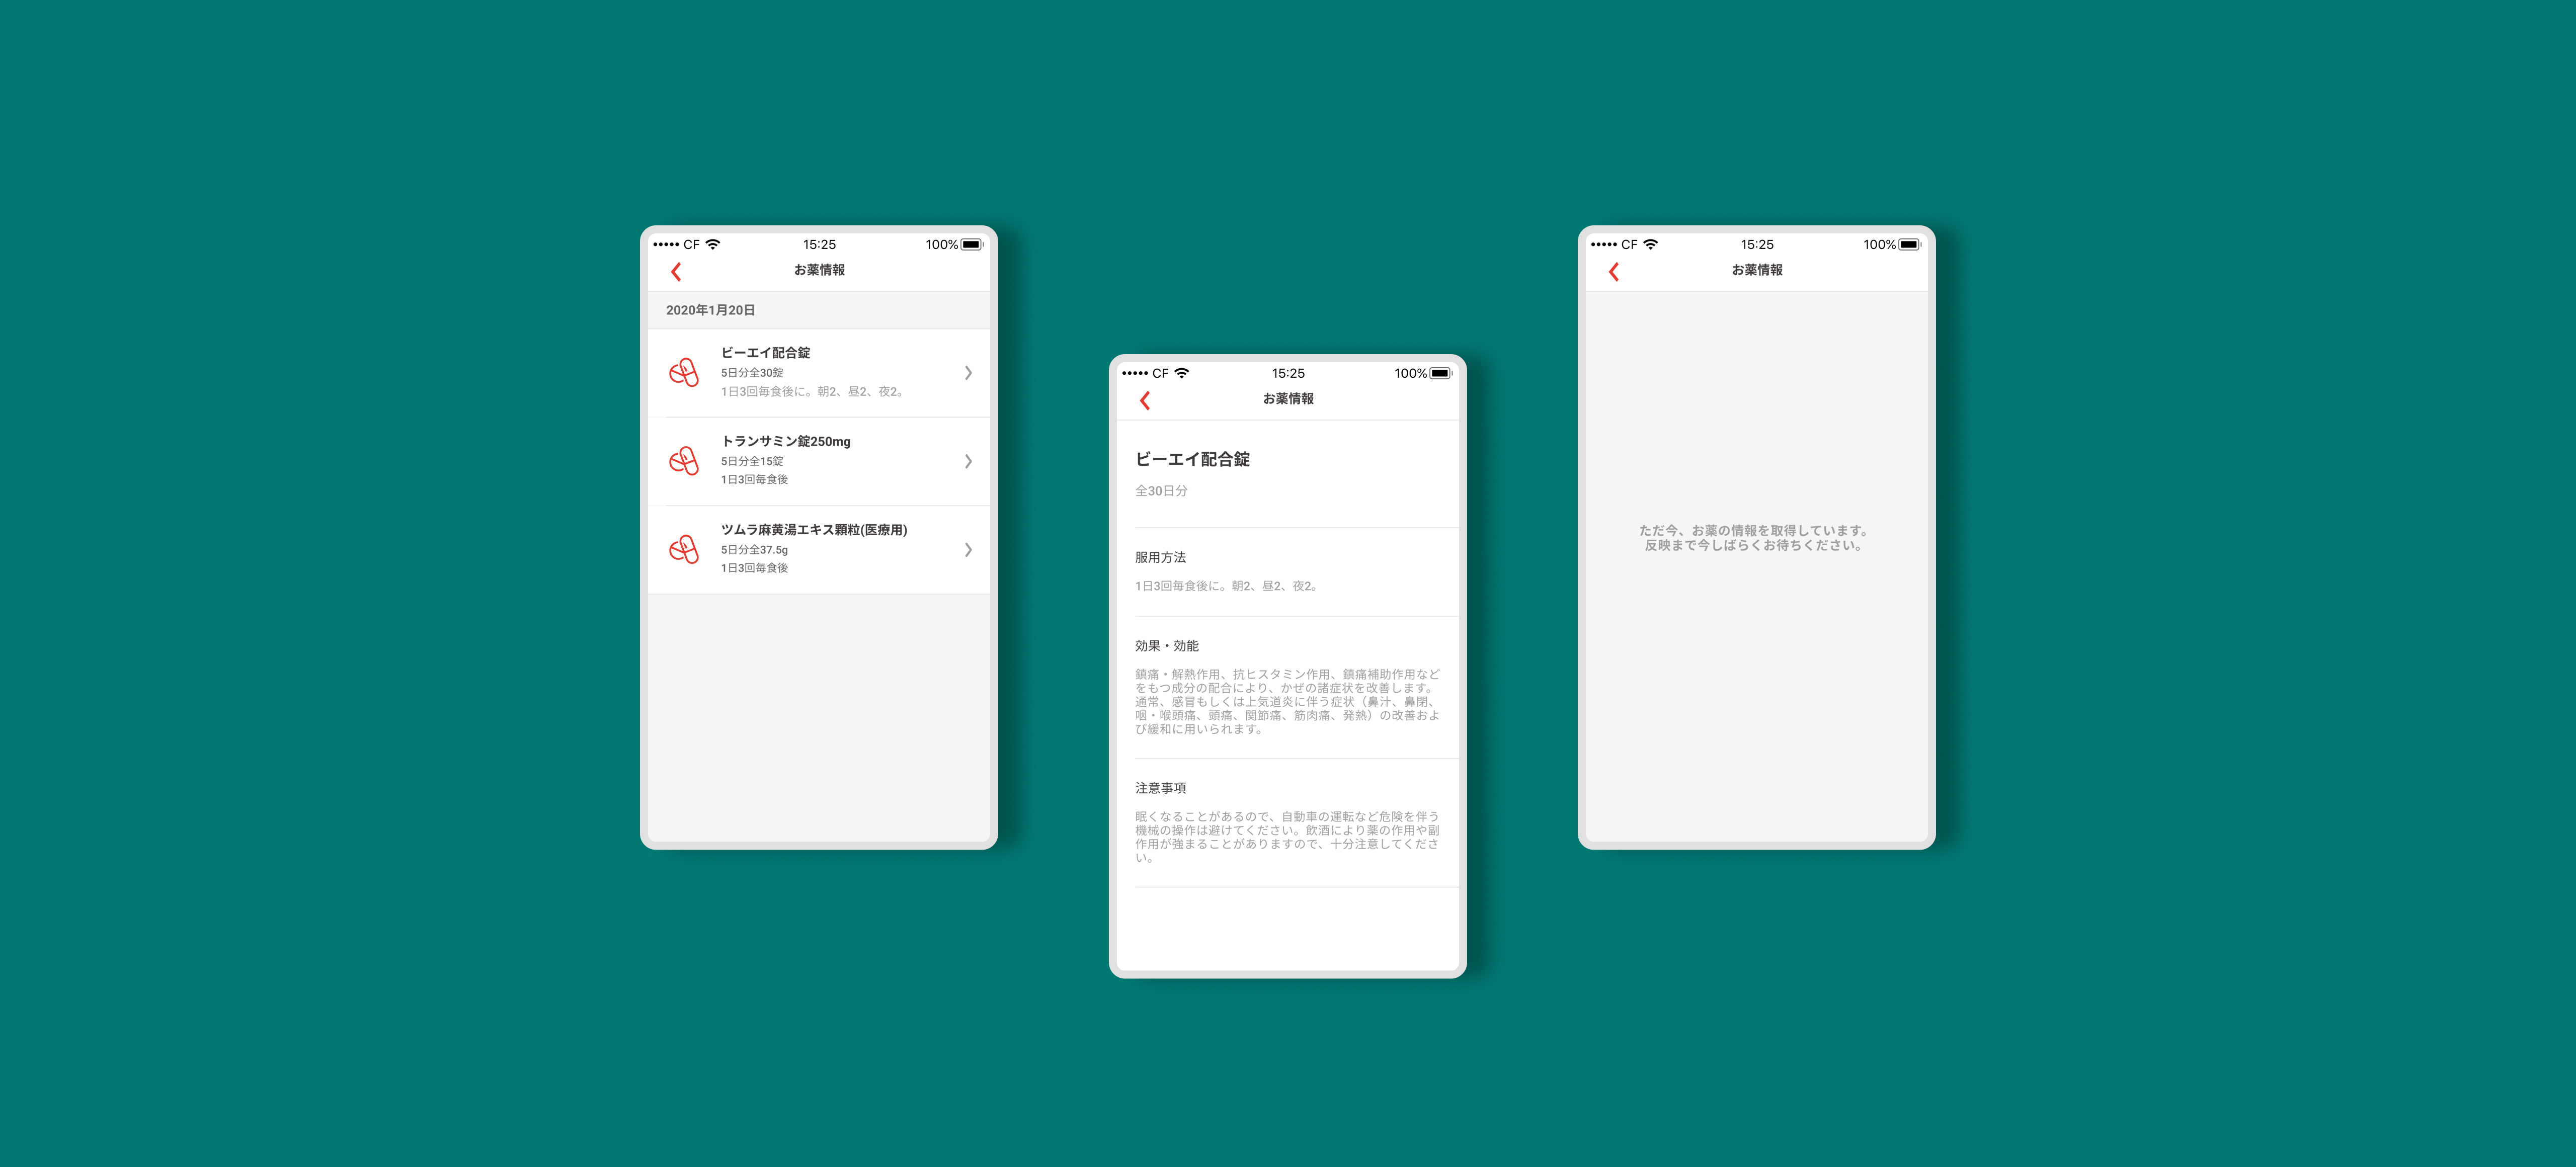 CF 15:25 100%
お薬情報
2020年1月20日
ビーエイ配合錠
5日分全30錠
1日3回毎食後に。朝2、昼2、夜2。
トランサミン錠250mg
5日分全15錠
1日3回毎食後
ツムラ麻黄湯エキス顆粒(医療用)
5日分全37.5g
1日3回毎食後
CF 15:25 100%
お薬情報
ビーエイ配合錠
全30日分
服用方法
1日3回毎食後に。朝2、昼2、夜2。
効果・効能
鎮痛・解熱作用、抗ヒスタミン作用、鎮痛補助作用など
をもつ成分の配合により、かぜの諸症状を改善します。
通常、感冒もしくは上気道炎に伴う症状（鼻汁、鼻閉、
咽・喉頭痛、頭痛、関節痛、筋肉痛、発熱）の改善およ
び緩和に用いられます。
注意事項
眠くなることがあるので、自動車の運転など危険を伴う
機械の操作は避けてください。飲酒により薬の作用や副
作用が強まることがありますので、十分注意してくださ
い。
CF 15:25 100%
お薬情報
ただ今、お薬の情報を取得しています。
反映まで今しばらくお待ちください。